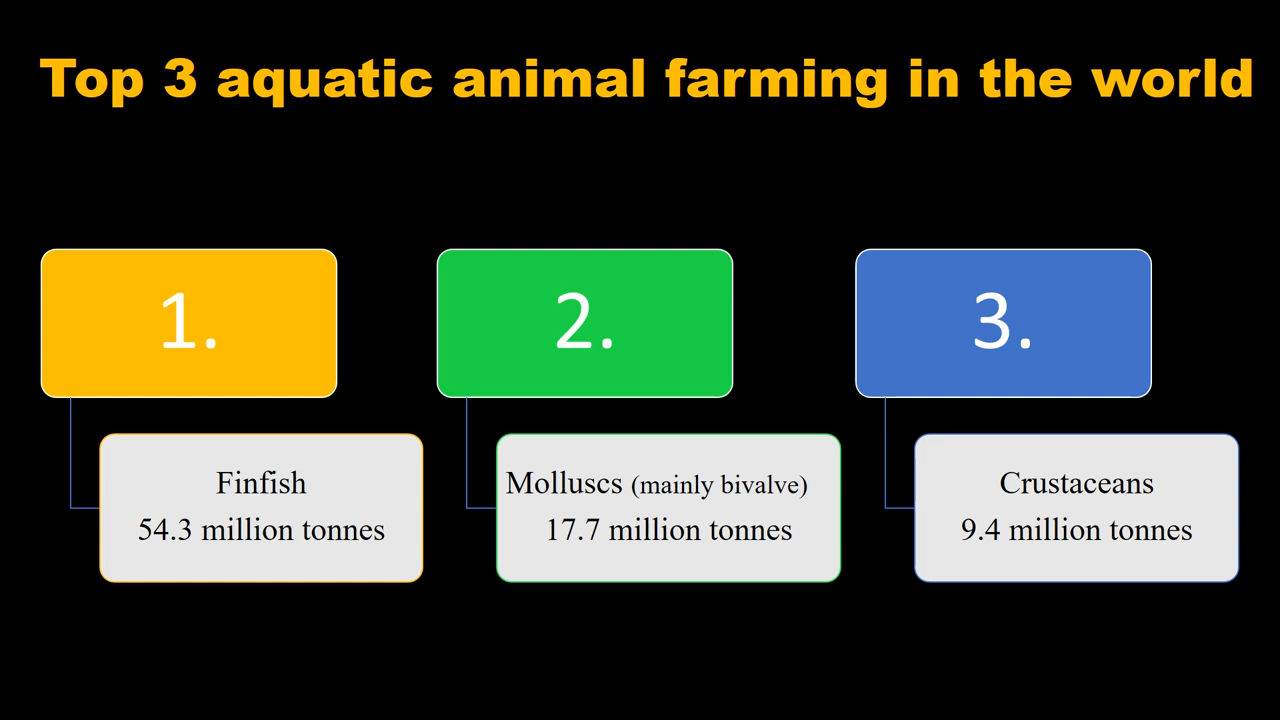 Top 3 aquatic animal farming in the world
1.
Finfish
54.3 million tonnes
2.
Molluscs (mainly bivalve)
17.7 million tonnes
3.
Crustaceans
9.4 million tonnes